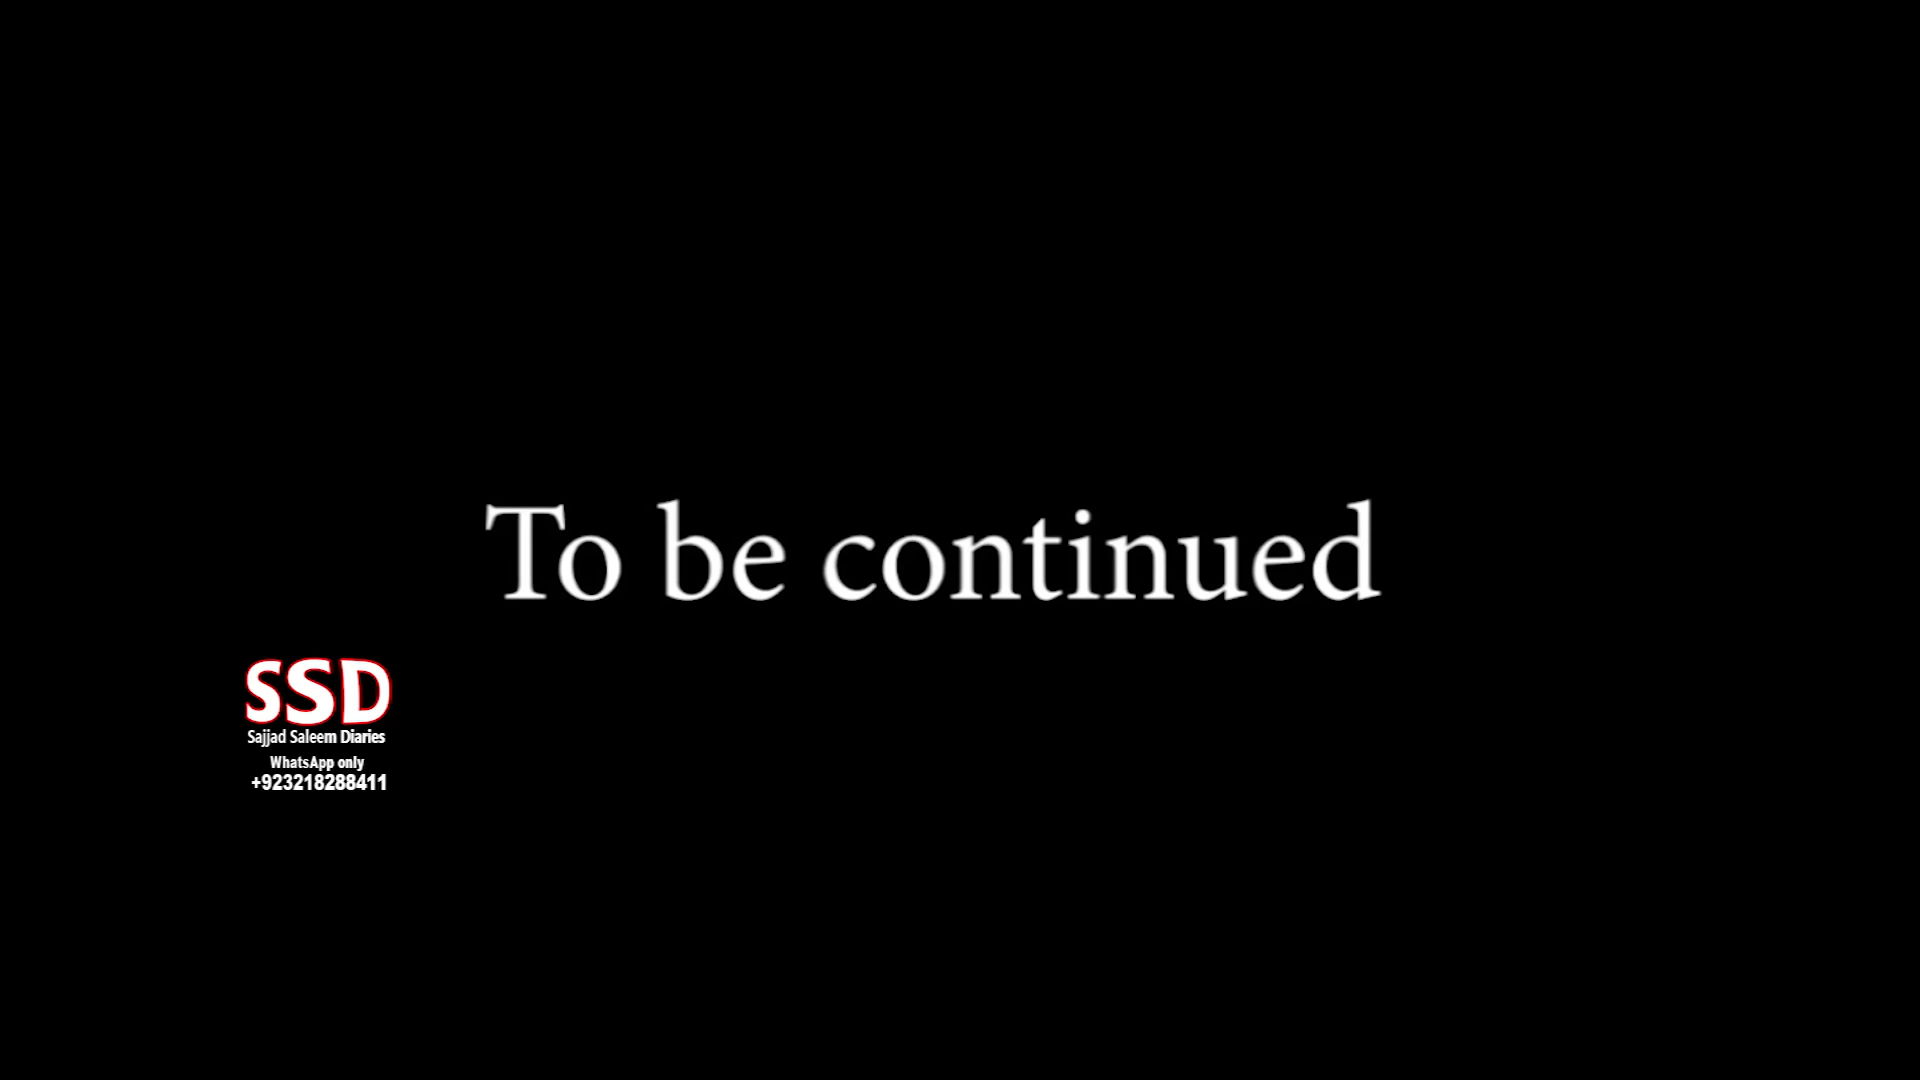 To be continued
SSD
Sajjad Saleem Diaries
WhatsApp only
+923218288411